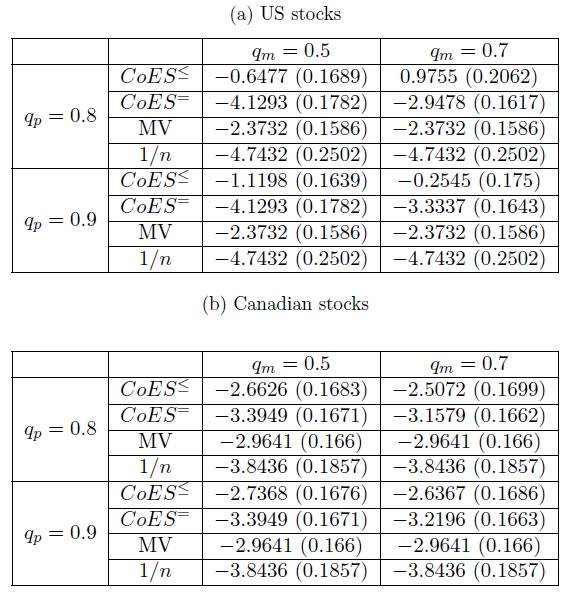 (a) US stocks
q_m = 0.5 q_m = 0.7
q_p = 0.8
CoES≤ −0.6477 (0.1689) 0.9755 (0.2062)
CoES= −4.1293 (0.1782) −2.9478 (0.1617)
MV −2.3732 (0.1586) −2.3732 (0.1586)
1/n −4.7432 (0.2502) −4.7432 (0.2502)
q_p = 0.9
CoES≤ −1.1198 (0.1639) −0.2545 (0.175)
CoES= −4.1293 (0.1782) −3.3337 (0.1643)
MV −2.3732 (0.1586) −2.3732 (0.1586)
1/n −4.7432 (0.2502) −4.7432 (0.2502)
(b) Canadian stocks
q_m = 0.5 q_m = 0.7
q_p = 0.8
CoES≤ −2.6626 (0.1683) −2.5072 (0.1699)
CoES= −3.3949 (0.1671) −3.1579 (0.1662)
MV −2.9641 (0.166) −2.9641 (0.166)
1/n −3.8436 (0.1857) −3.8436 (0.1857)
q_p = 0.9
CoES≤ −2.7368 (0.1676) −2.6367 (0.1686)
CoES= −3.3949 (0.1671) −3.2196 (0.1663)
MV −2.9641 (0.166) −2.9641 (0.166)
1/n −3.8436 (0.1857) −3.8436 (0.1857)